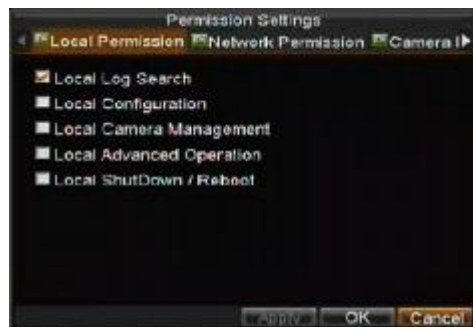 Permission Settings
Local Permission Network Permission Camera
Local Log Search
Local Configuration
Local Camera Management
Local Advanced Operation
Local ShutDown / Reboot
Apply OK Cancel